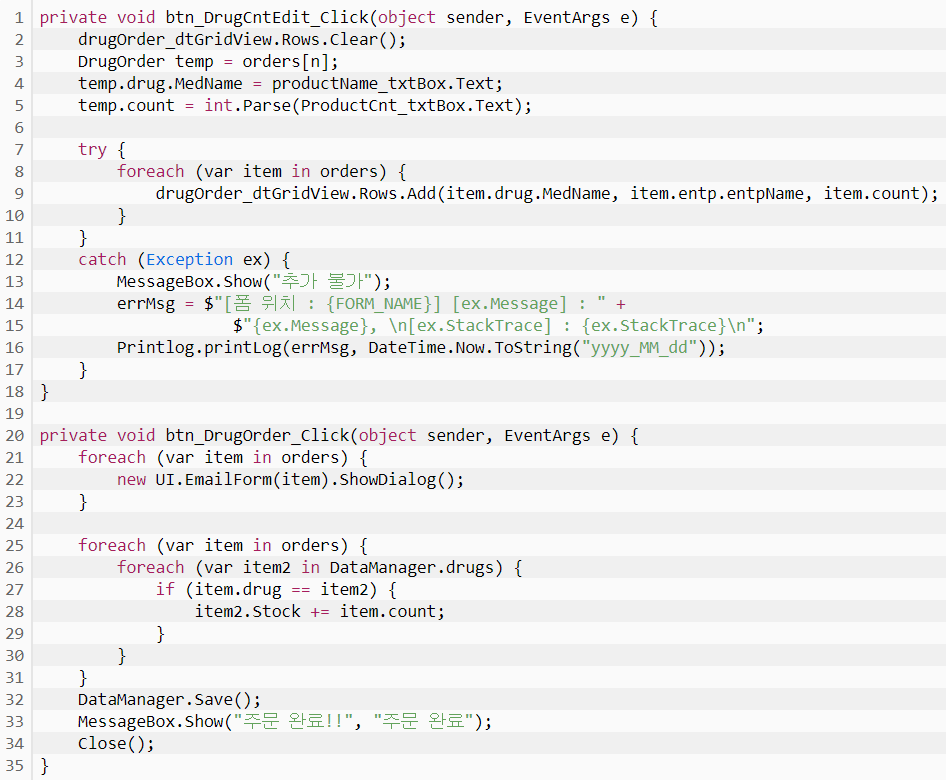 1 private void btn_DrugCntEdit_Click(object sender, EventArgs e) {
2     drugOrder_dtGridView.Rows.Clear();
3     DrugOrder temp = orders[n];
4     temp.drug.MedName = productName_txtBox.Text;
5     temp.count = int.Parse(ProductCnt_txtBox.Text);
6
7     try {
8         foreach (var item in orders) {
9             drugOrder_dtGridView.Rows.Add(item.drug.MedName, item.entp.entpName, item.count);
10         }
11     }
12     catch (Exception ex) {
13         MessageBox.Show("추가 불가");
14         errMsg = $"[폼 위치 : {FORM_NAME}] [ex.Message] : " +
15                     $"{ex.Message}, \n[ex.StackTrace] : {ex.StackTrace}\n";
16         Printlog.printLog(errMsg, DateTime.Now.ToString("yyyy_MM_dd"));
17     }
18 }
19
20 private void btn_DrugOrder_Click(object sender, EventArgs e) {
21     foreach (var item in orders) {
22         new UI.EmailForm(item).ShowDialog();
23     }
24
25     foreach (var item in orders) {
26         foreach (var item2 in DataManager.drugs) {
27             if (item.drug == item2) {
28                 item2.Stock += item.count;
29             }
30         }
31     }
32     DataManager.Save();
33     MessageBox.Show("주문 완료!!", "주문 완료");
34     Close();
35 }